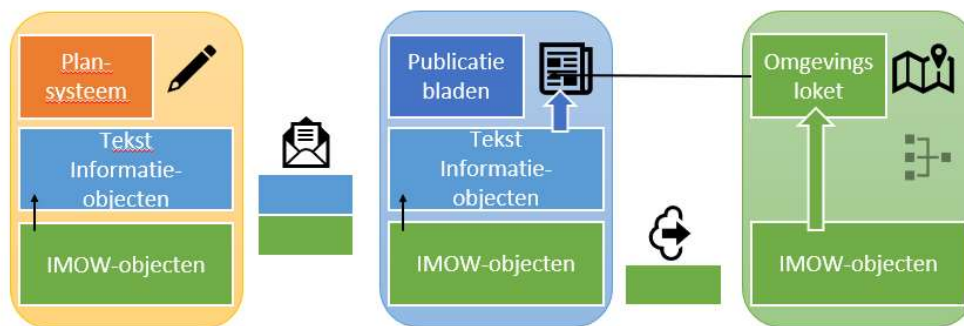 Plan-
systeem
Tekst
Informatie-
objecten
IMOW-objecten
Publicatie
bladen
Tekst
Informatie-
objecten
IMOW-objecten
Omgevings
loket
IMOW-objecten